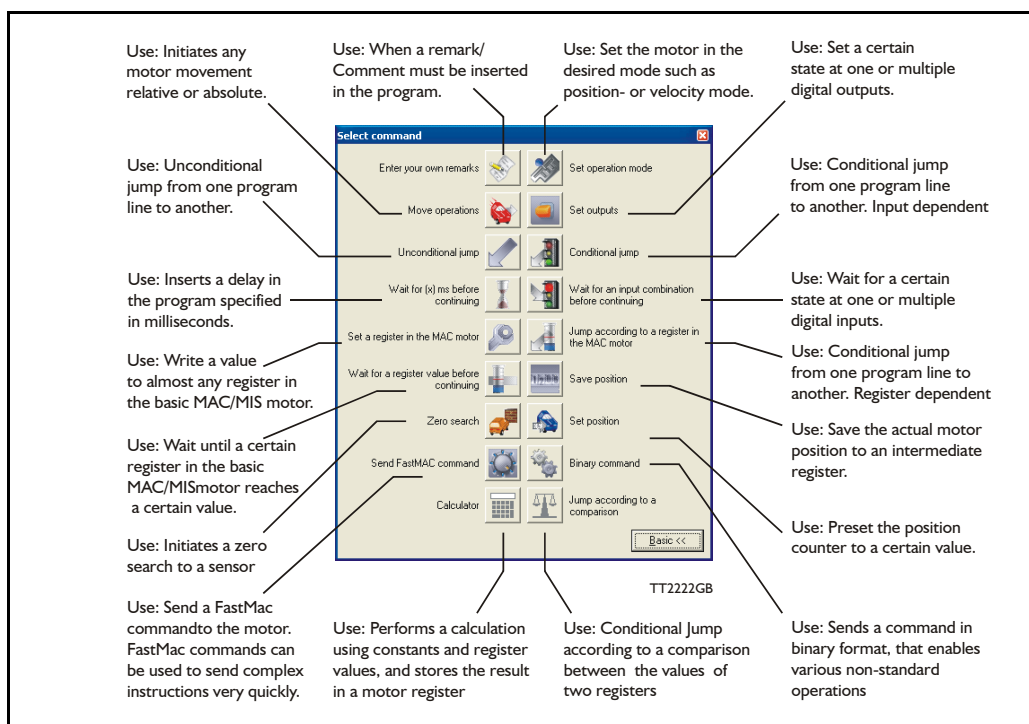 Use: Initiates any
motor movement
relative or absolute.
Use: When a remark/
Comment must be inserted
in the program.
Use: Set the motor in the
desired mode such as
position- or velocity mode.
Use: Set a certain
state at one or multiple
digital outputs.
Use: Unconditional
jump from one program
line to another.
Use: Inserts a delay in
the program specified
in milliseconds.
Use: Write a value
to almost any register in
the basic MAC/MIS motor.
Use: Wait until a certain
register in the basic
MAC/MISmotor reaches
a certain value.
Use: Initiates a zero
search to a sensor
Use: Send a FastMac
commandto the motor.
FastMac commands can
be used to send complex
instructions very quickly.
Select command
Enter your own remarks
Set operation mode
Move operations
Set outputs
Unconditional jump
Conditional jump
Wait for (x) ms before
continuing
Wait for an input combination
before continuing
Set a register in the MAC motor
Jump according to a register in
the MAC motor
Wait for a register value before
continuing
Save position
Zero search
Set position
Send FastMAC command
Binary command
Calculator
Jump according to a
comparison
Basic <<
TT2222GB
Use: Conditional jump
from one program line
to another. Input dependent
Use: Wait for a certain
state at one or multiple
digital inputs.
Use: Conditional jump
from one program line to
another. Register dependent
Use: Save the actual motor
position to an intermediate
register.
Use: Preset the position
counter to a certain value.
Use: Performs a calculation
using constants and register
values, and stores the result
in a motor register
Use: Conditional Jump
according to a comparison
between the values of
two registers
Use: Sends a command in
binary format, that enables
various non-standard
operations